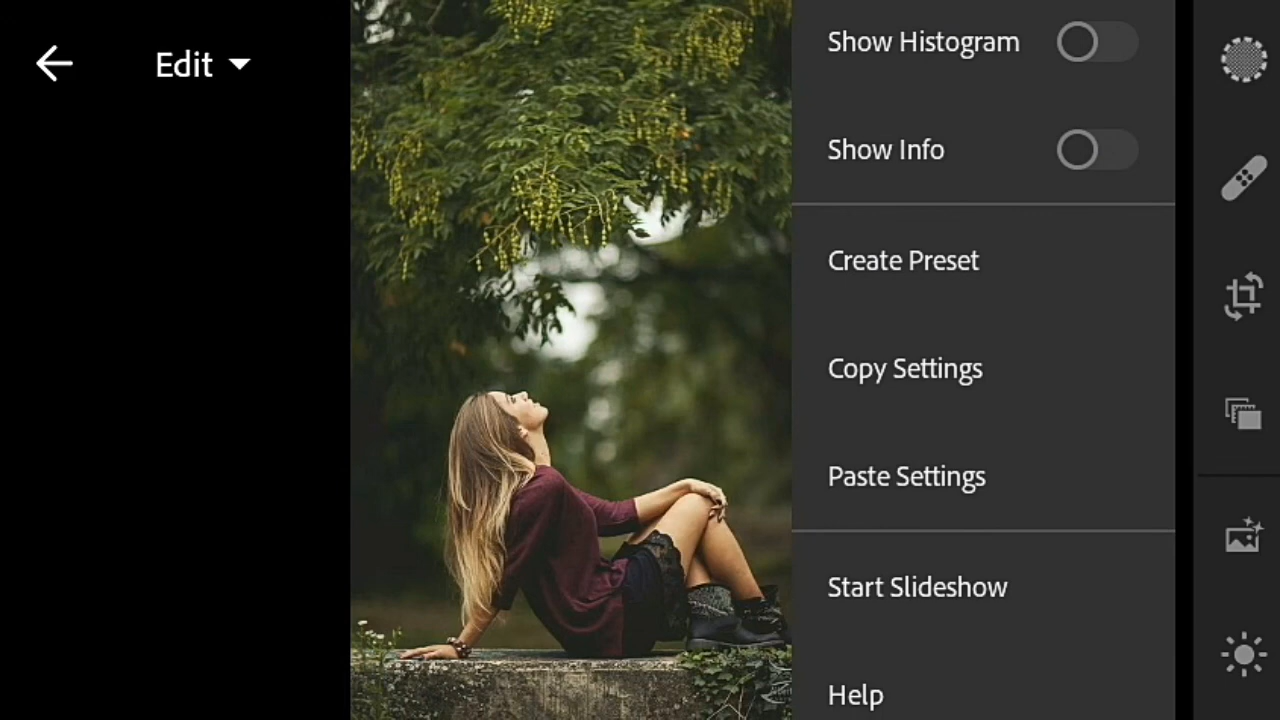 Edit
Show Histogram
Show Info
Create Preset
Copy Settings
Paste Settings
Start Slideshow
Help